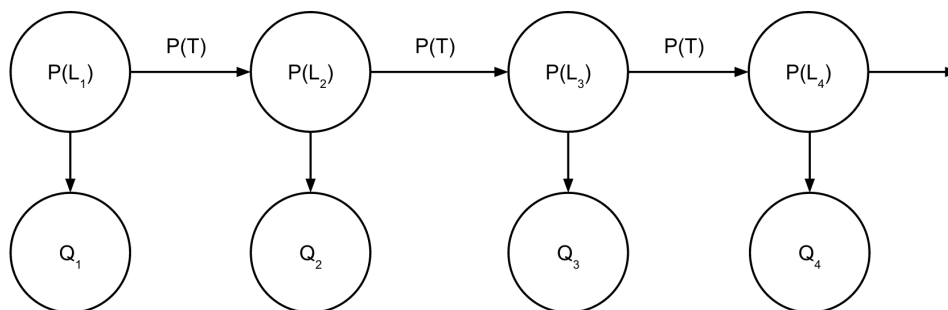 P(T) P(T) P(T)
P(L₁) P(L₂) P(L₃) P(L₄)
Q₁ Q₂ Q₃ Q₄